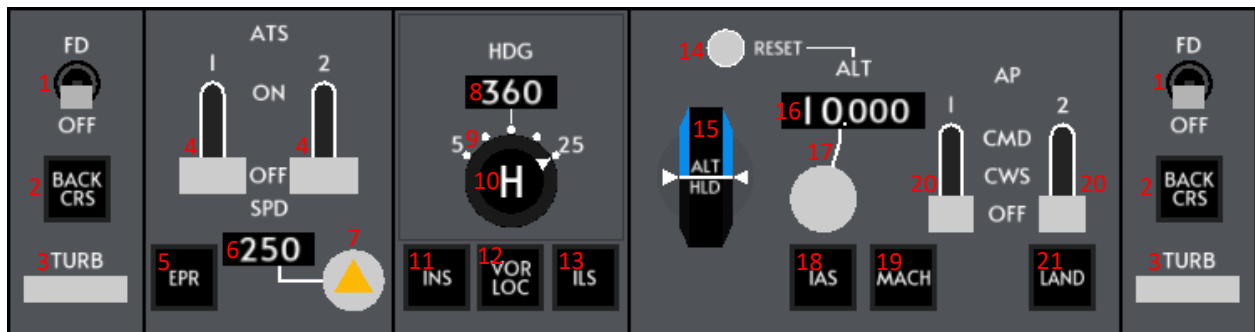 FD
1
OFF
2 BACK
CRS
3 TURB
ATS
1 2
ON
4 4
OFF
SPD
5 EPR
6 250
7
HDG
8 360
9
5 25
10 H
11 INS
12 VOR
LOC
13 ILS
14 RESET
ALT
15
ALT
HLD
16 10.000
17
18 IAS
19 MACH
AP
1 2
CMD
CWS
20 20
OFF
21 LAND
FD
1
OFF
2 BACK
CRS
3 TURB